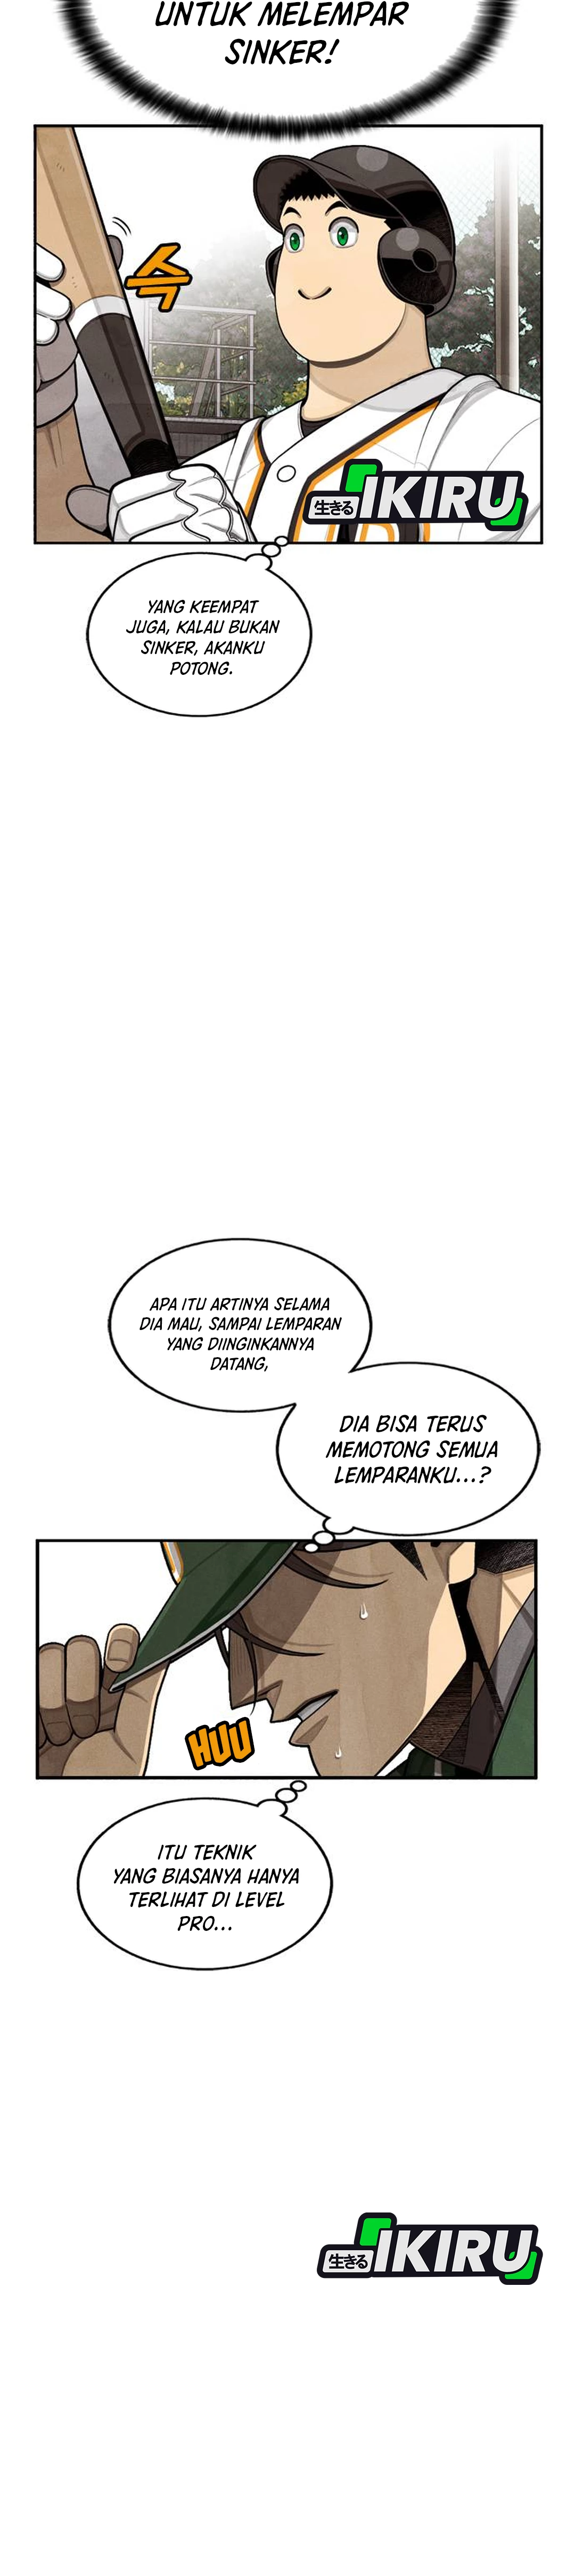 UNTUK MELEMPAR
SINKER!
슥
生きる IKIRU
YANG KEEMPAT
JUGA, KALAU BUKAN
SINKER, AKANKU
POTONG.
APA ITU ARTINYA SELAMA
DIA MAU, SAMPAI LEMPARAN
YANG DIINGINKANNYA
DATANG,
DIA BISA TERUS
MEMOTONG SEMUA
LEMPARANKU...?
HUU
ITU TEKNIK
YANG BIASANYA HANYA
TERLIHAT DI LEVEL
PRO...
生きる IKIRU